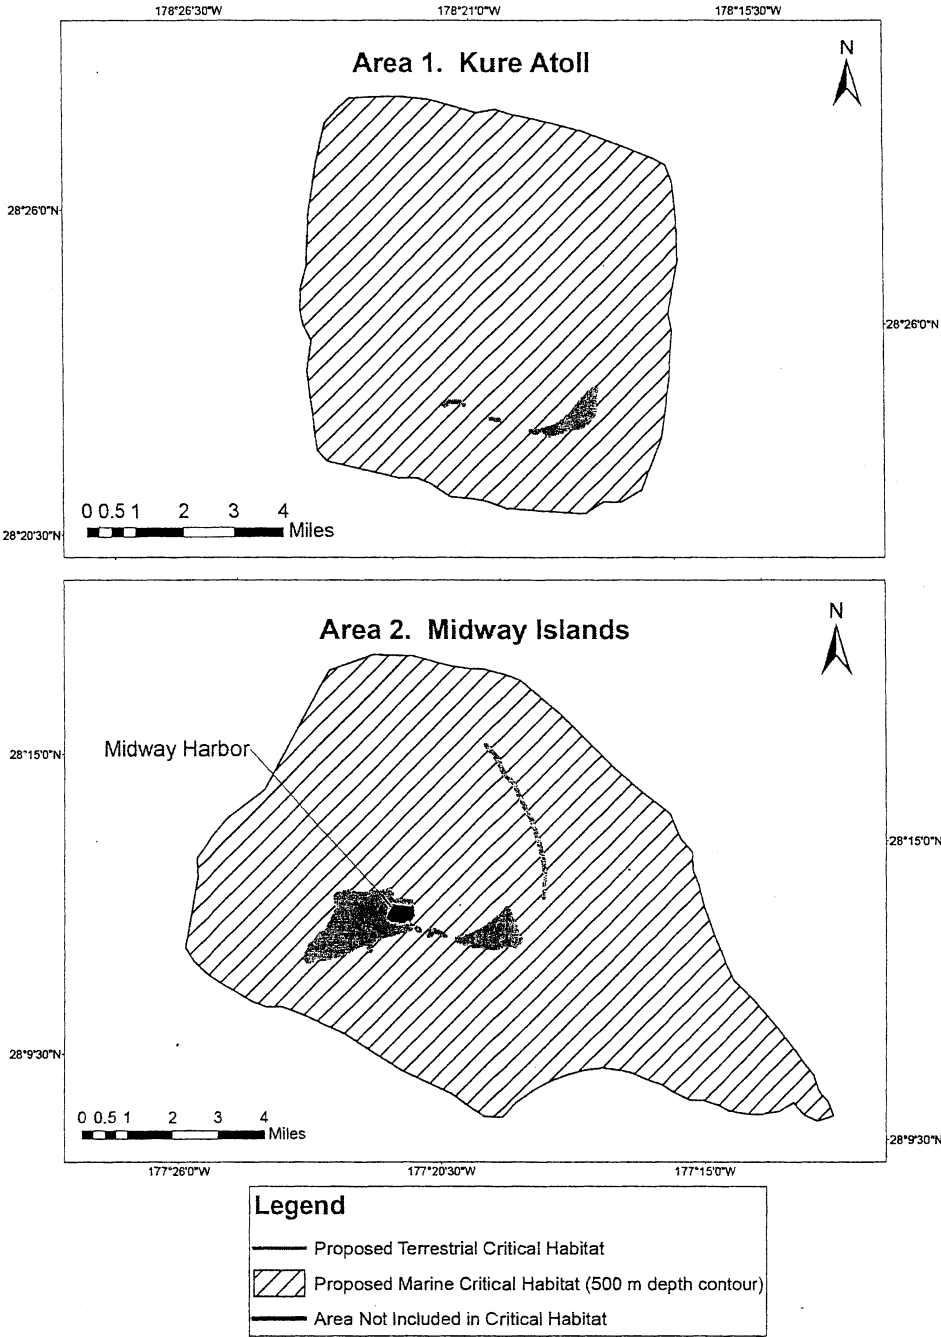 178°26'30"W 178°21'0"W 178°15'30"W
Area 1. Kure Atoll
N
28°26'0"N
28°26'0"N
0 0.5 1 2 3 4
Miles
28°20'30"N
Area 2. Midway Islands
N
Midway Harbor
28°15'0"N
28°15'0"N
28°9'30"N
0 0.5 1 2 3 4
Miles
28°9'30"N
177°26'0"W 177°20'30"W 177°15'0"W
Legend
Proposed Terrestrial Critical Habitat
Proposed Marine Critical Habitat (500 m depth contour)
Area Not Included in Critical Habitat